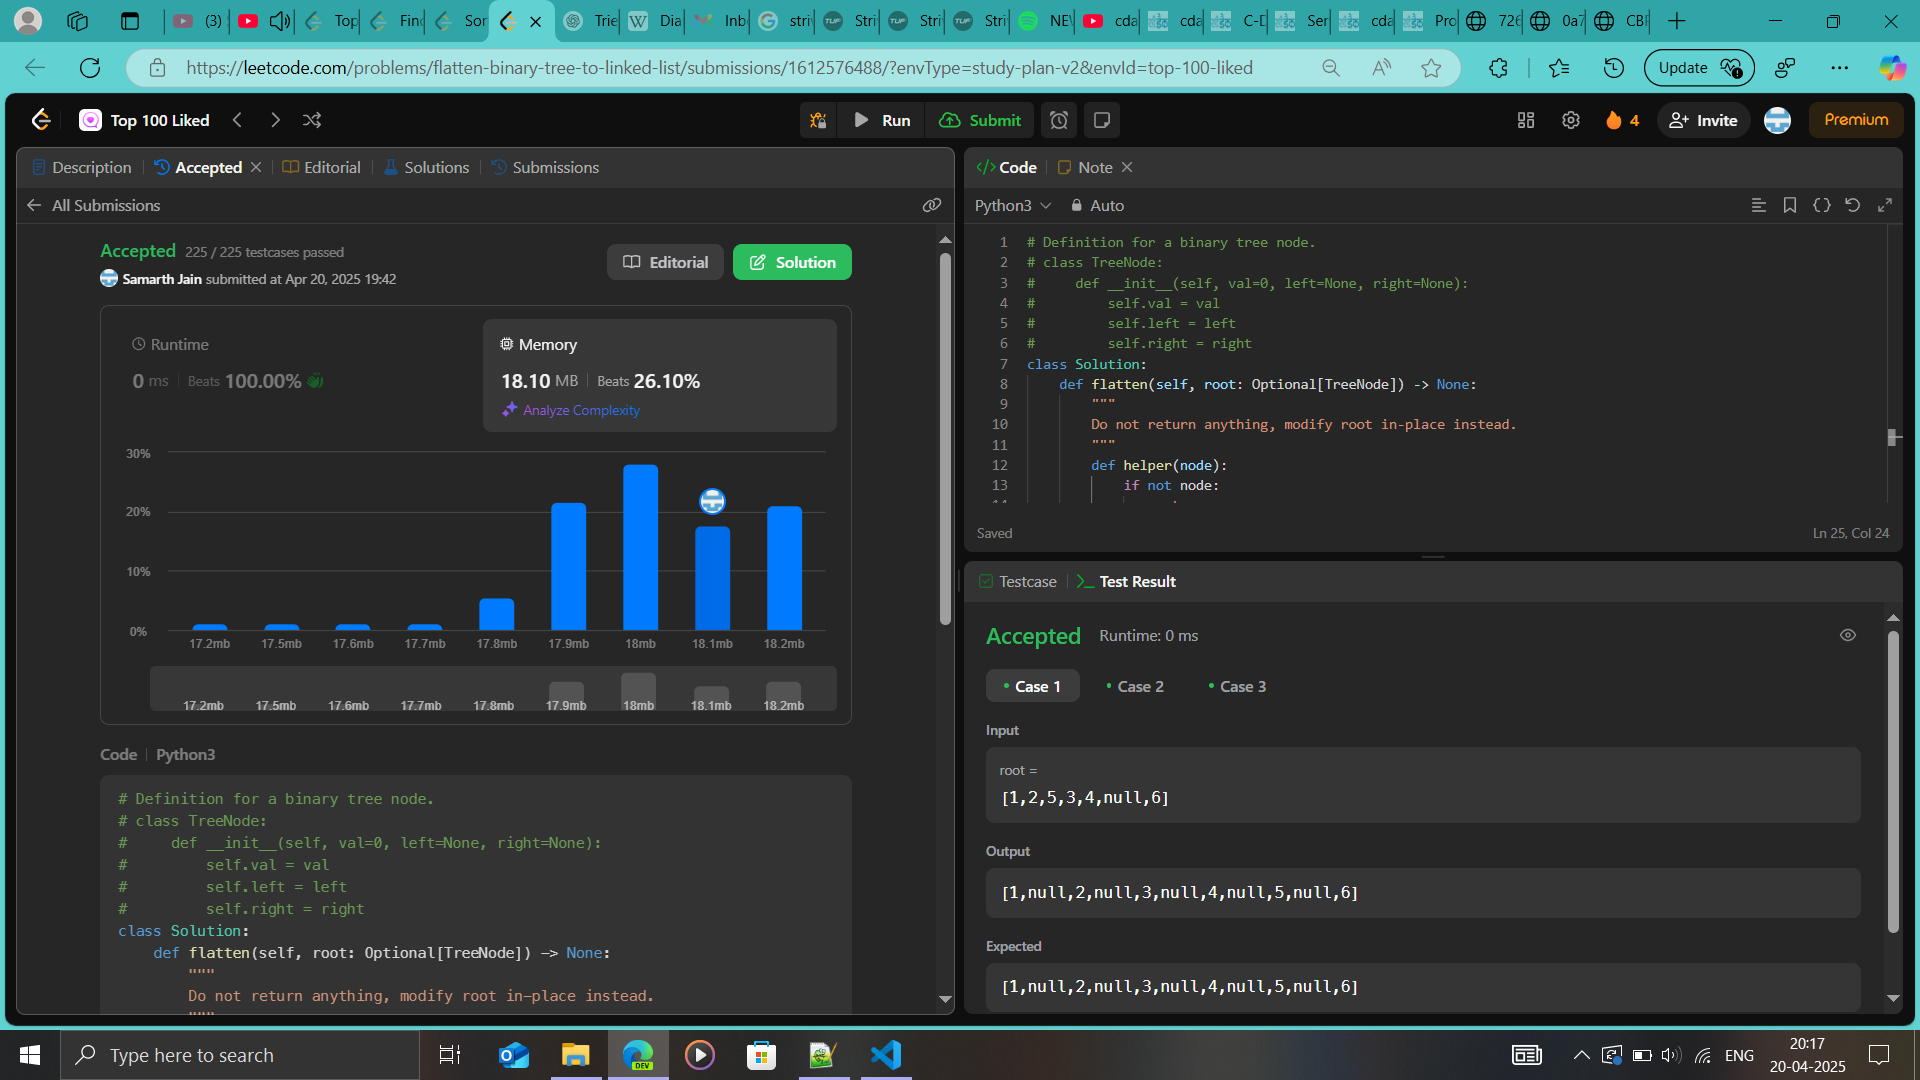 (3)
Top
Fin
Sor
Trie
Dia
Inb
stri
Stri
Stri
Stri
NEV
cda
cda
C-D
Ser
cda
Pro
726
0a7
CBF
https://leetcode.com/problems/flatten-binary-tree-to-linked-list/submissions/1612576488/?envType=study-plan-v2&envId=top-100-liked
Update
Top 100 Liked
Run
Submit
4
Invite
Premium
Description
Accepted
Editorial
Solutions
Submissions
All Submissions
Accepted 225 / 225 testcases passed
Samarth Jain submitted at Apr 20, 2025 19:42
Editorial
Solution
Runtime
0 ms Beats 100.00%
Memory
18.10 MB Beats 26.10%
Analyze Complexity
30%
20%
10%
0%
17.2mb 17.5mb 17.6mb 17.7mb 17.8mb 17.9mb 18mb 18.1mb 18.2mb
17.2mb 17.5mb 17.6mb 17.7mb 17.8mb 17.9mb 18mb 18.1mb 18.2mb
Code Python3
# Definition for a binary tree node.
# class TreeNode:
#     def __init__(self, val=0, left=None, right=None):
#         self.val = val
#         self.left = left
#         self.right = right
class Solution:
    def flatten(self, root: Optional[TreeNode]) -> None:
        """
        Do not return anything, modify root in-place instead.
        """
Code
Note
Python3
Auto
1 # Definition for a binary tree node.
2 # class TreeNode:
3 #     def __init__(self, val=0, left=None, right=None):
4 #         self.val = val
5 #         self.left = left
6 #         self.right = right
7 class Solution:
8     def flatten(self, root: Optional[TreeNode]) -> None:
9         """
10         Do not return anything, modify root in-place instead.
11         """
12         def helper(node):
13             if not node:
Saved
Ln 25, Col 24
Testcase
Test Result
Accepted Runtime: 0 ms
Case 1
Case 2
Case 3
Input
root =
[1,2,5,3,4,null,6]
Output
[1,null,2,null,3,null,4,null,5,null,6]
Expected
[1,null,2,null,3,null,4,null,5,null,6]
Type here to search
DEV
ENG
20:17
20-04-2025